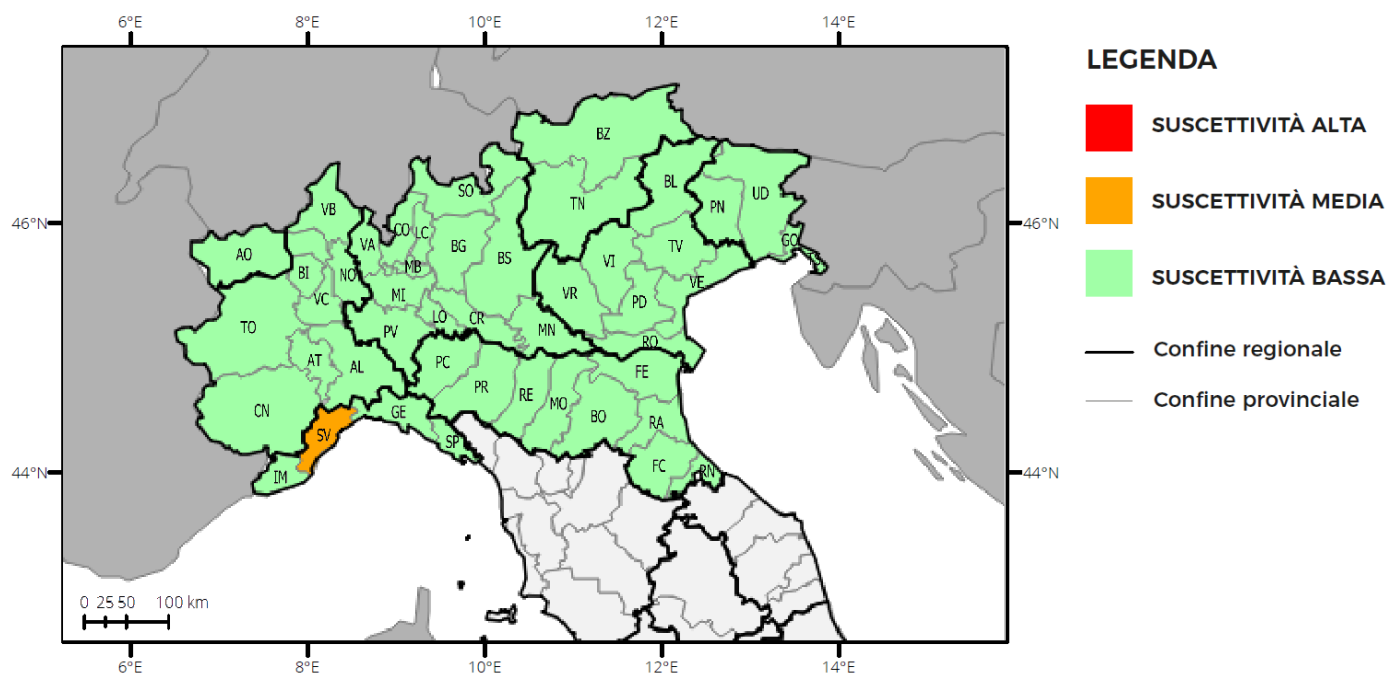 6°E 8°E 10°E 12°E 14°E
LEGENDA
SUSCETTIVITÀ ALTA
SUSCETTIVITÀ MEDIA
SUSCETTIVITÀ BASSA
Confine regionale
Confine provinciale
46°N 46°N
44°N 44°N
BZ
SO TN BL PN UD GO
VB
AO
VA CO LC BG BS
BI NO MB
VC MI
TO
VI TV VE
VR PD
LO CR MN RO
PV
AT AL
PC PR RE MO BO FE
CN
SV GE SP
IM
RA
FC RN
0 25 50 100 km
6°E 8°E 10°E 12°E 14°E